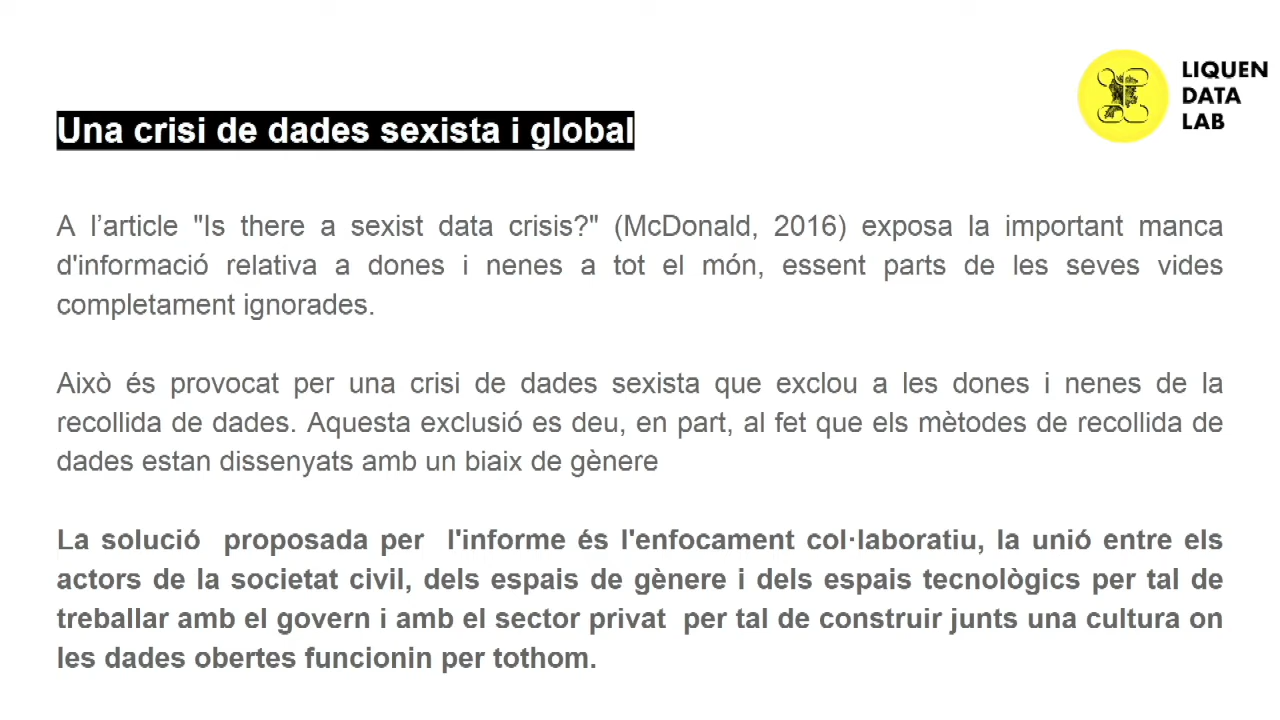 LIQUEN
DATA
LAB
Una crisi de dades sexista i global
A l’article "Is there a sexist data crisis?" (McDonald, 2016) exposa la important manca
d'informació relativa a dones i nenes a tot el món, essent parts de les seves vides
completament ignorades.
Això és provocat per una crisi de dades sexista que exclou a les dones i nenes de la
recollida de dades. Aquesta exclusió es deu, en part, al fet que els mètodes de recollida de
dades estan dissenyats amb un biaix de gènere
La solució  proposada per  l'informe és l'enfocament col·laboratiu, la unió entre els
actors de la societat civil, dels espais de gènere i dels espais tecnològics per tal de
treballar amb el govern i amb el sector privat  per tal de construir junts una cultura on
les dades obertes funcionin per tothom.